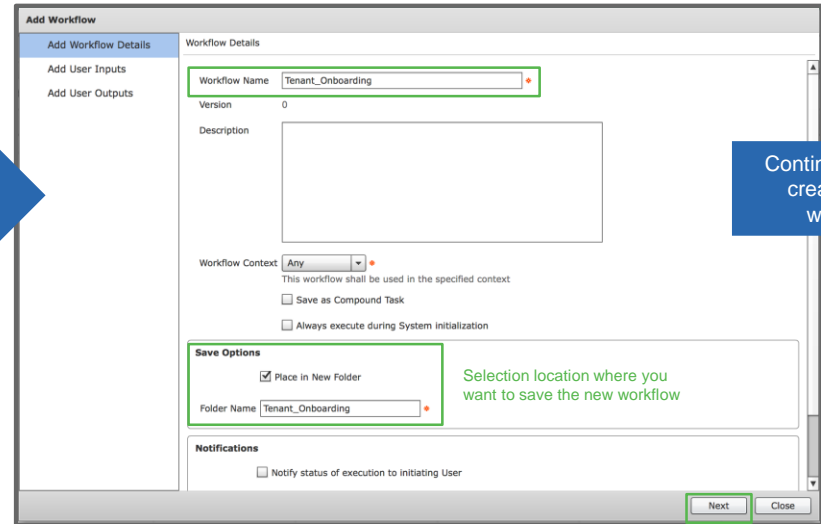 Add Workflow
Add Workflow Details
Add User Inputs
Add User Outputs
Workflow Details
Workflow Name Tenant_Onboarding *
Version 0
Description
Workflow Context Any *
This workflow shall be used in the specified context
Save as Compound Task
Always execute during System initialization
Save Options
Place in New Folder
Folder Name Tenant_Onboarding *
Selection location where you
want to save the new workflow
Notifications
Notify status of execution to initiating User
Next Close